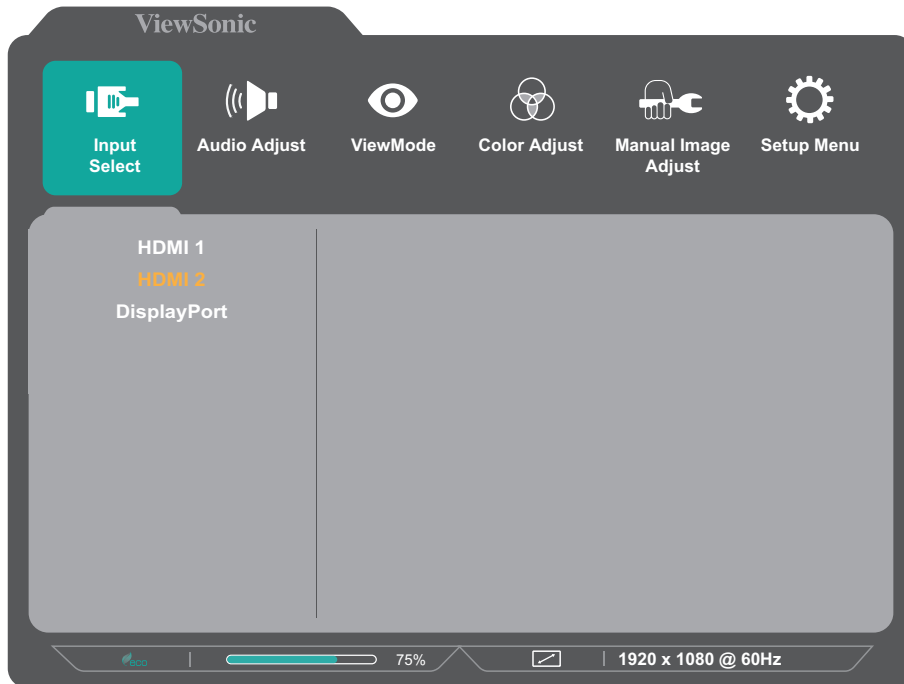 ViewSonic
Input
Select
Audio Adjust
ViewMode
Color Adjust
Manual Image
Adjust
Setup Menu
HDMI 1
HDMI 2
DisplayPort
eco
75%
1920 x 1080 @ 60Hz